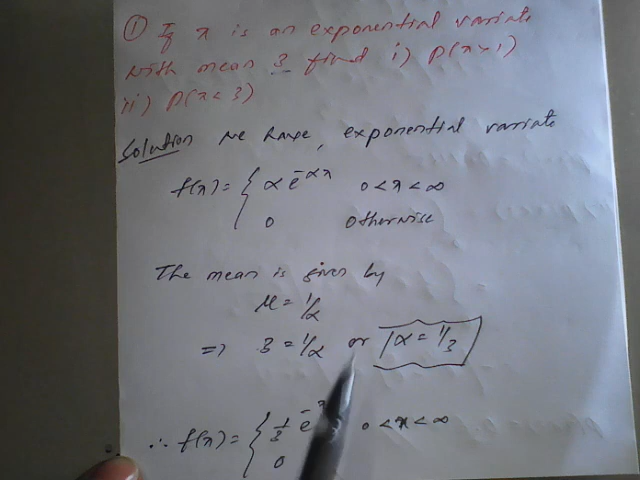 ① If x is an exponential variate
with mean 3 find i) P(x>1)
ii) P(x<3)
Solution we have, exponential variate
f(x) = { α e^-αx 0<x<∞
0 otherwise
The mean is given by
μ = 1/α
=> 3 = 1/α or α = 1/3
∴ f(x) = { 1/3 e^- 0<x<∞
0